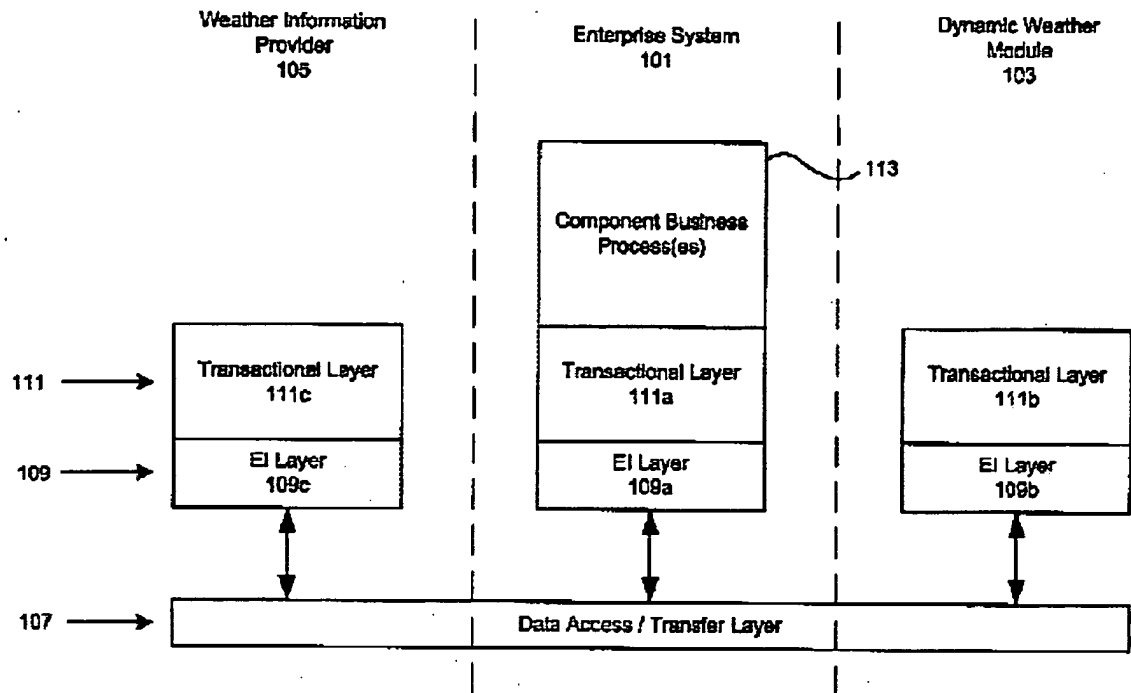 Weather Information
Provider
105
Enterprise System
101
Dynamic Weather
Module
103
113
Component Business
Process(es)
111
Transactional Layer
111c
Transactional Layer
111a
Transactional Layer
111b
109
EI Layer
109c
EI Layer
109a
EI Layer
109b
107
Data Access / Transfer Layer